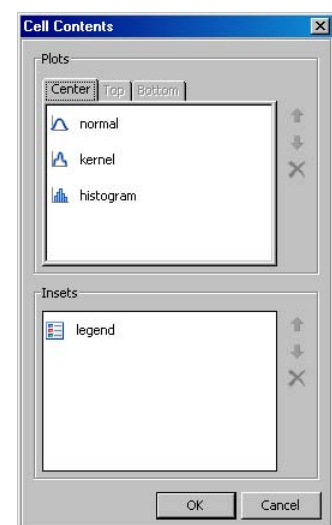 Cell Contents
Plots
Center Top Bottom
normal
kernel
histogram
Insets
legend
OK Cancel